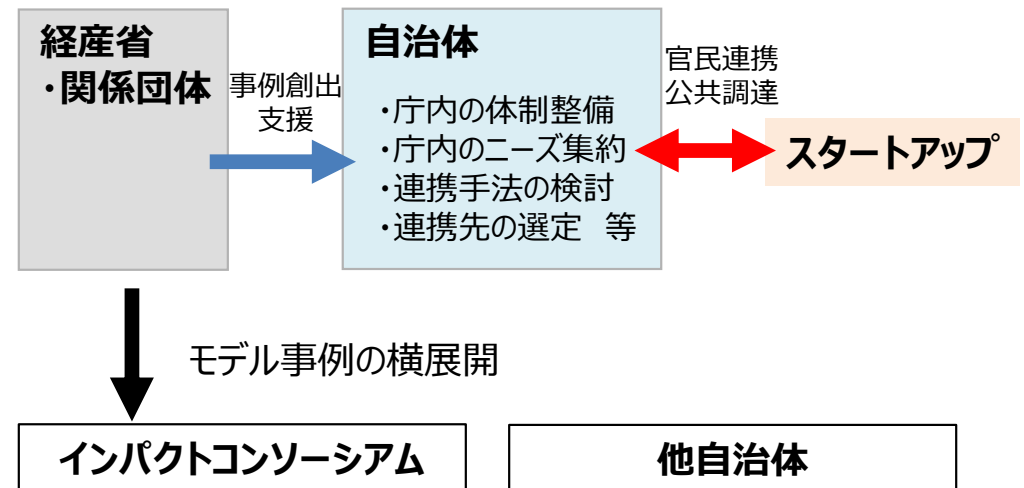 経産省
・関係団体
事例創出
支援
自治体
・庁内の体制整備
・庁内のニーズ集約
・連携手法の検討
・連携先の選定　等
官民連携
公共調達
スタートアップ
モデル事例の横展開
インパクトコンソーシアム
他自治体